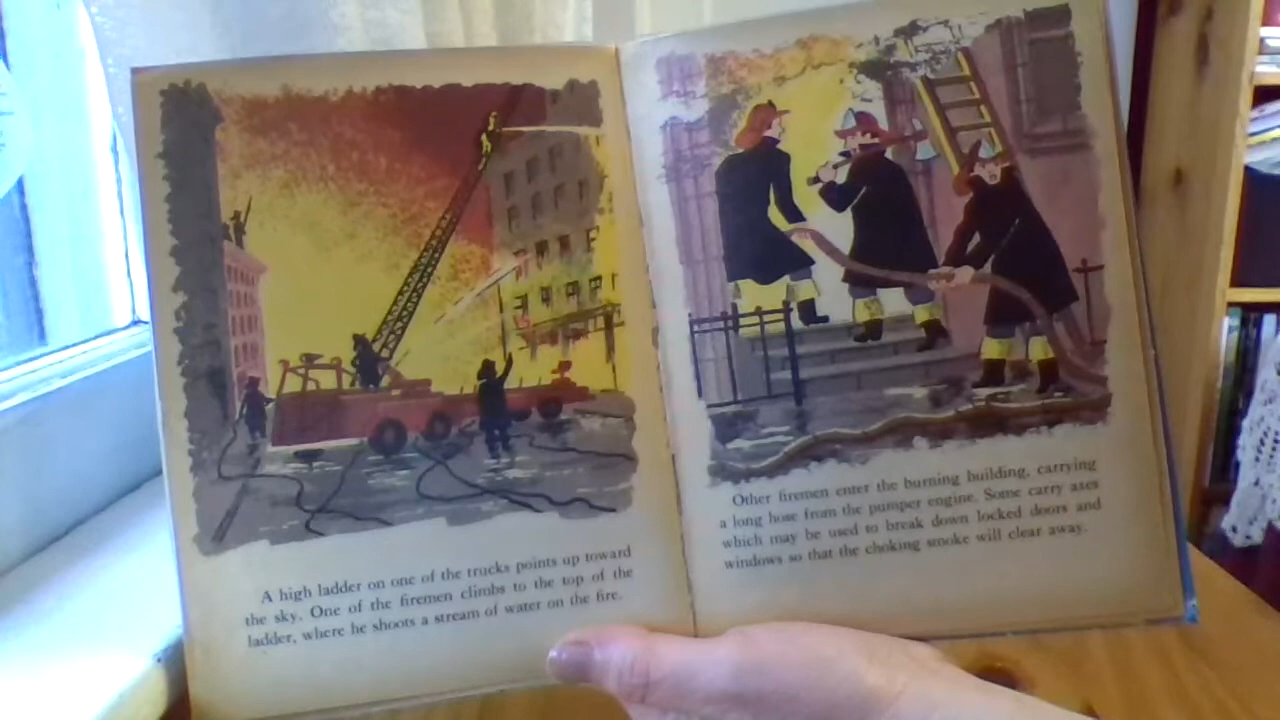 A high ladder on one of the trucks points up toward
the sky. One of the firemen climbs to the top of the
ladder, where he shoots a stream of water on the fire.
Other firemen enter the burning building, carrying
a long hose from the pumper engine. Some carry axes
which may be used to break down locked doors and
windows so that the choking smoke will clear away.